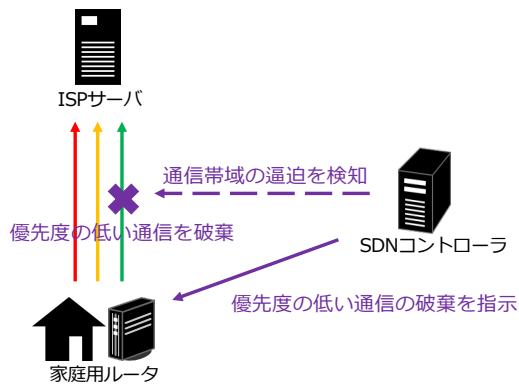 ISPサーバ
通信帯域の逼迫を検知
優先度の低い通信を破棄
SDNコントローラ
優先度の低い通信の破棄を指示
家庭用ルータ